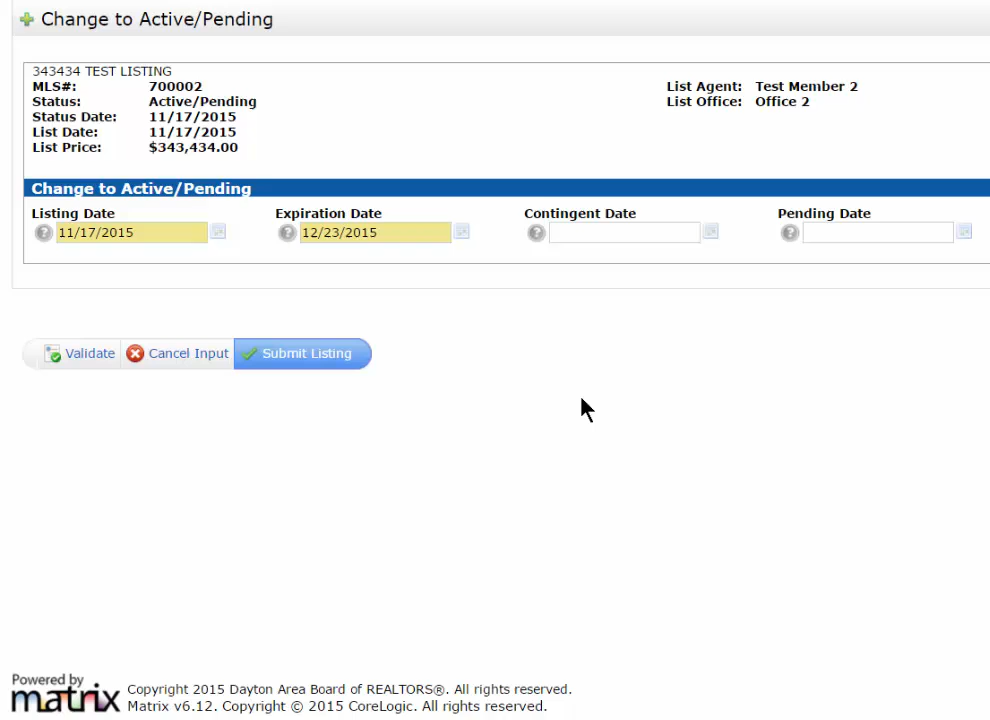 Change to Active/Pending
343434 TEST LISTING
MLS#: 700002
Status: Active/Pending
Status Date: 11/17/2015
List Date: 11/17/2015
List Price: $343,434.00
List Agent: Test Member 2
List Office: Office 2
Change to Active/Pending
Listing Date Expiration Date Contingent Date Pending Date
? 11/17/2015 ? 12/23/2015 ? ?
Validate Cancel Input Submit Listing
Powered by
matrix
Copyright 2015 Dayton Area Board of REALTORS®. All rights reserved.
Matrix v6.12. Copyright © 2015 CoreLogic. All rights reserved.